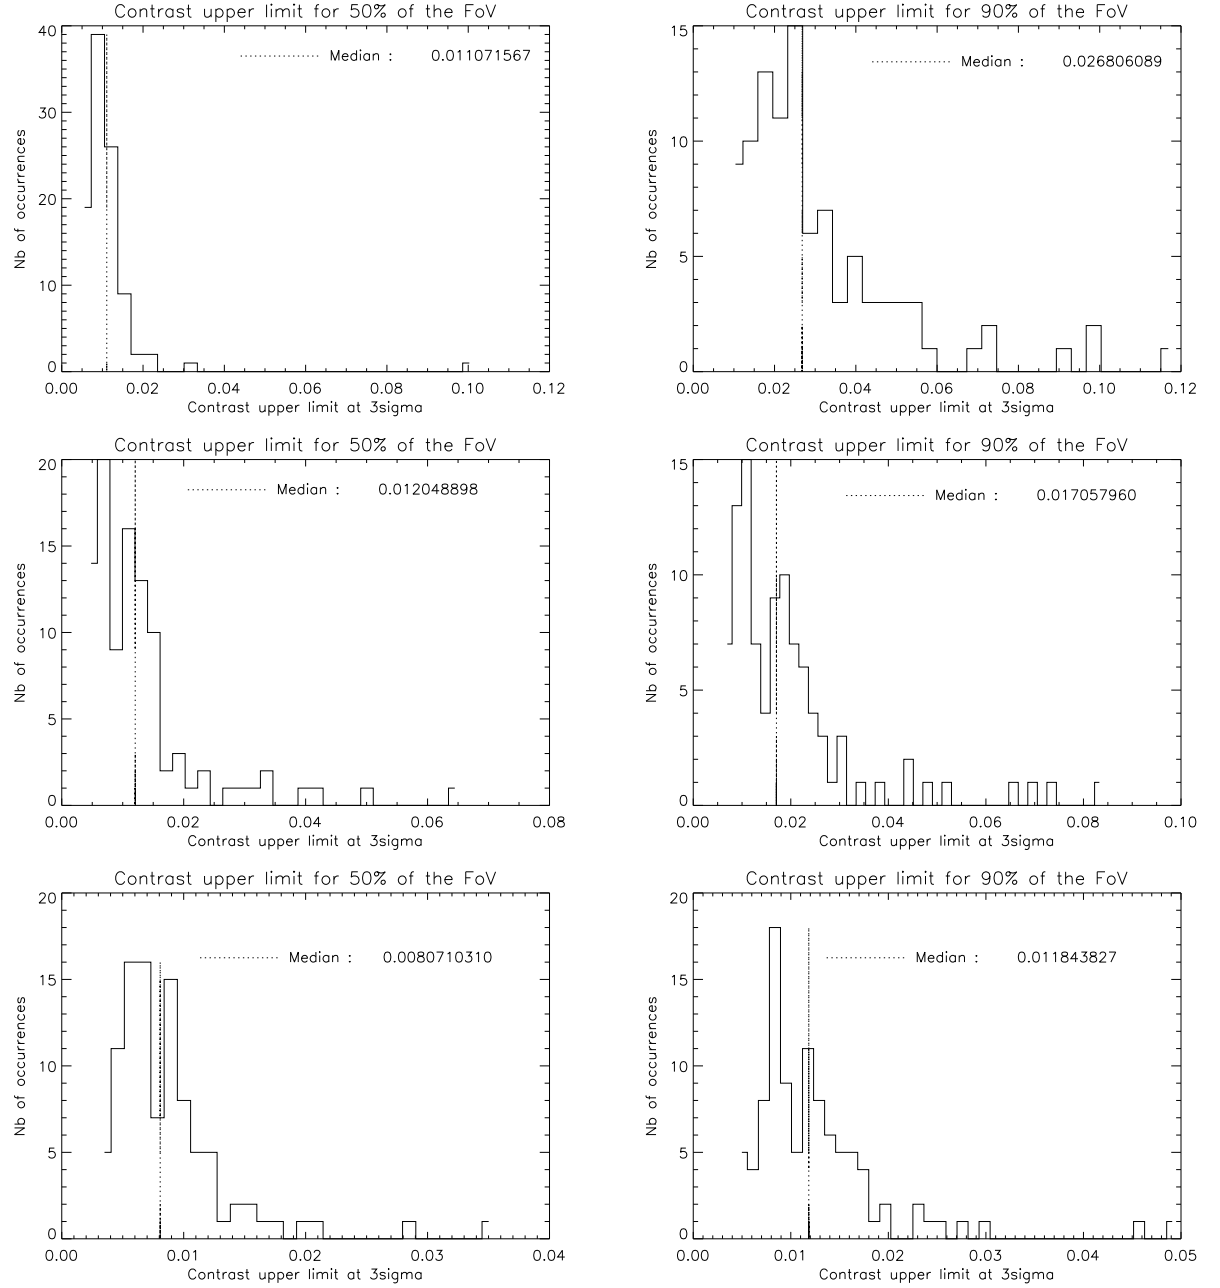 Contrast upper limit for 50% of the FoV
40
30
20
10
0
Nb of occurrences
Median : 0.011071567
0.00 0.02 0.04 0.06 0.08 0.10 0.12
Contrast upper limit at 3sigma
Contrast upper limit for 90% of the FoV
15
10
5
0
Nb of occurrences
Median : 0.026806089
0.00 0.02 0.04 0.06 0.08 0.10 0.12
Contrast upper limit at 3sigma
Contrast upper limit for 50% of the FoV
20
15
10
5
0
Nb of occurrences
Median : 0.012048898
0.00 0.02 0.04 0.06 0.08
Contrast upper limit at 3sigma
Contrast upper limit for 90% of the FoV
15
10
5
0
Nb of occurrences
Median : 0.017057960
0.00 0.02 0.04 0.06 0.08 0.10
Contrast upper limit at 3sigma
Contrast upper limit for 50% of the FoV
20
15
10
5
0
Nb of occurrences
Median : 0.0080710310
0.00 0.01 0.02 0.03 0.04
Contrast upper limit at 3sigma
Contrast upper limit for 90% of the FoV
20
15
10
5
0
Nb of occurrences
Median : 0.011843827
0.00 0.01 0.02 0.03 0.04 0.05
Contrast upper limit at 3sigma